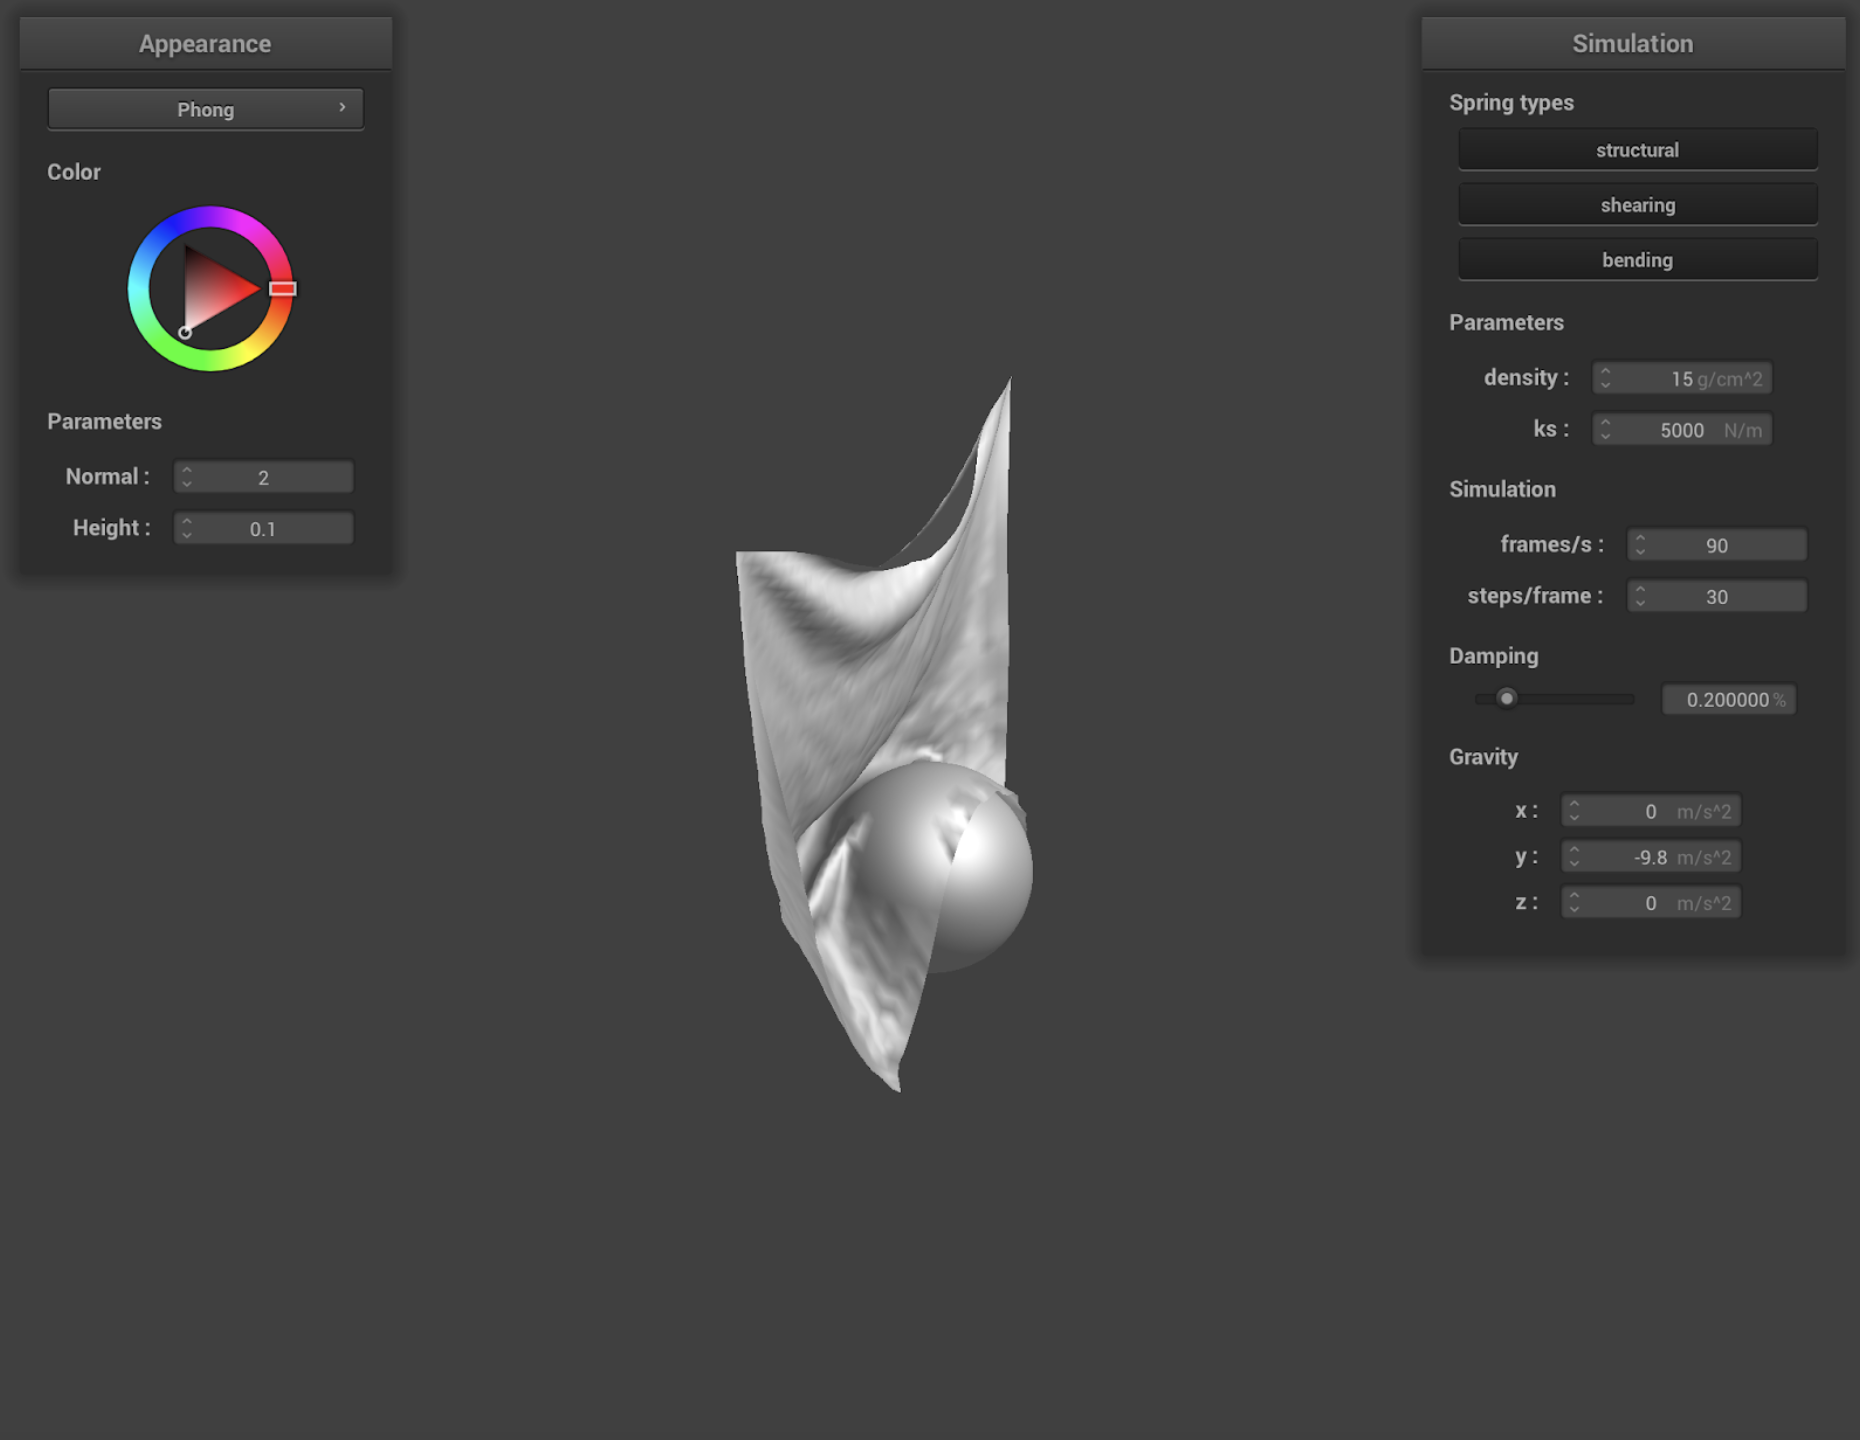 Appearance
Phong
Color
Parameters
Normal : 2
Height : 0.1
Simulation
Spring types
structural
shearing
bending
Parameters
density : 15 g/cm^2
ks : 5000 N/m
Simulation
frames/s : 90
steps/frame : 30
Damping
0.200000 %
Gravity
x : 0 m/s^2
y : -9.8 m/s^2
z : 0 m/s^2